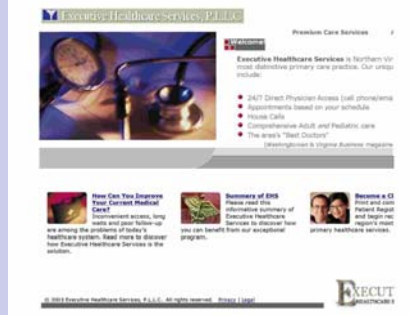 Executive Healthcare Services, P.L.L.C.
Premium Care Services
Welcome
Executive Healthcare Services is Northern Vir
most distinctive primary care practice. Our uniqu
include:
24/7 Direct Physician Access (cell phone/ema
Appointments based on your schedule
House Calls
Comprehensive Adult and Pediatric care
The area's "Best Doctors"
(Washingtonian & Virginia Business magazine
How Can You Improve
Your Current Medical
Care?
Inconvenient access, long
waits and poor follow-up
are among the problems of today's
healthcare system. Read more to discover
how Executive Healthcare Services is the
solution.
Summary of EHS
Please read this
informative summary of
Executive Healthcare
Services to discover how
you can benefit from our exceptional
program.
Become a Cl
Print and com
Patient Regist
and begin rec
region's most
primary healthcare services.
© 2003 Executive Healthcare Services, P.L.L.C. All rights reserved. Privacy | Legal
EXECUT
HEALTHCARE S